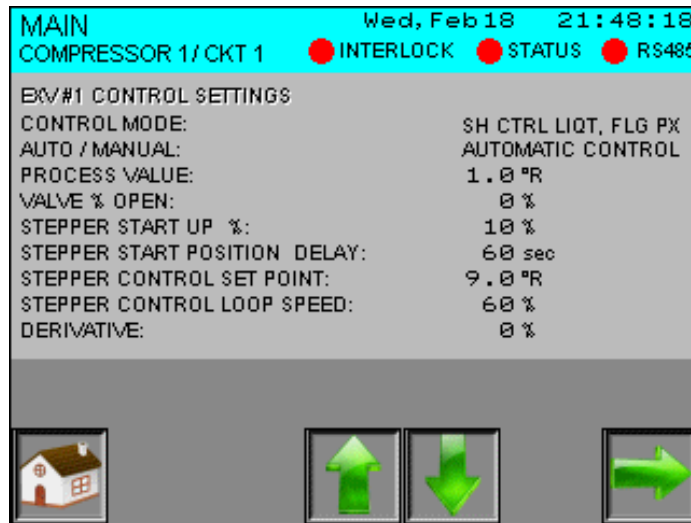 MAIN Wed, Feb 18 21:48:18
COMPRESSOR 1/ CKT 1 INTERLOCK STATUS RS485
EXV#1 CONTROL SETTINGS
CONTROL MODE: SH CTRL LIQT, FLG PX
AUTO / MANUAL: AUTOMATIC CONTROL
PROCESS VALUE: 1.0 °R
VALVE % OPEN: 0 %
STEPPER START UP %: 10 %
STEPPER START POSITION DELAY: 60 sec
STEPPER CONTROL SET POINT: 9.0 °R
STEPPER CONTROL LOOP SPEED: 60 %
DERIVATIVE: 0 %